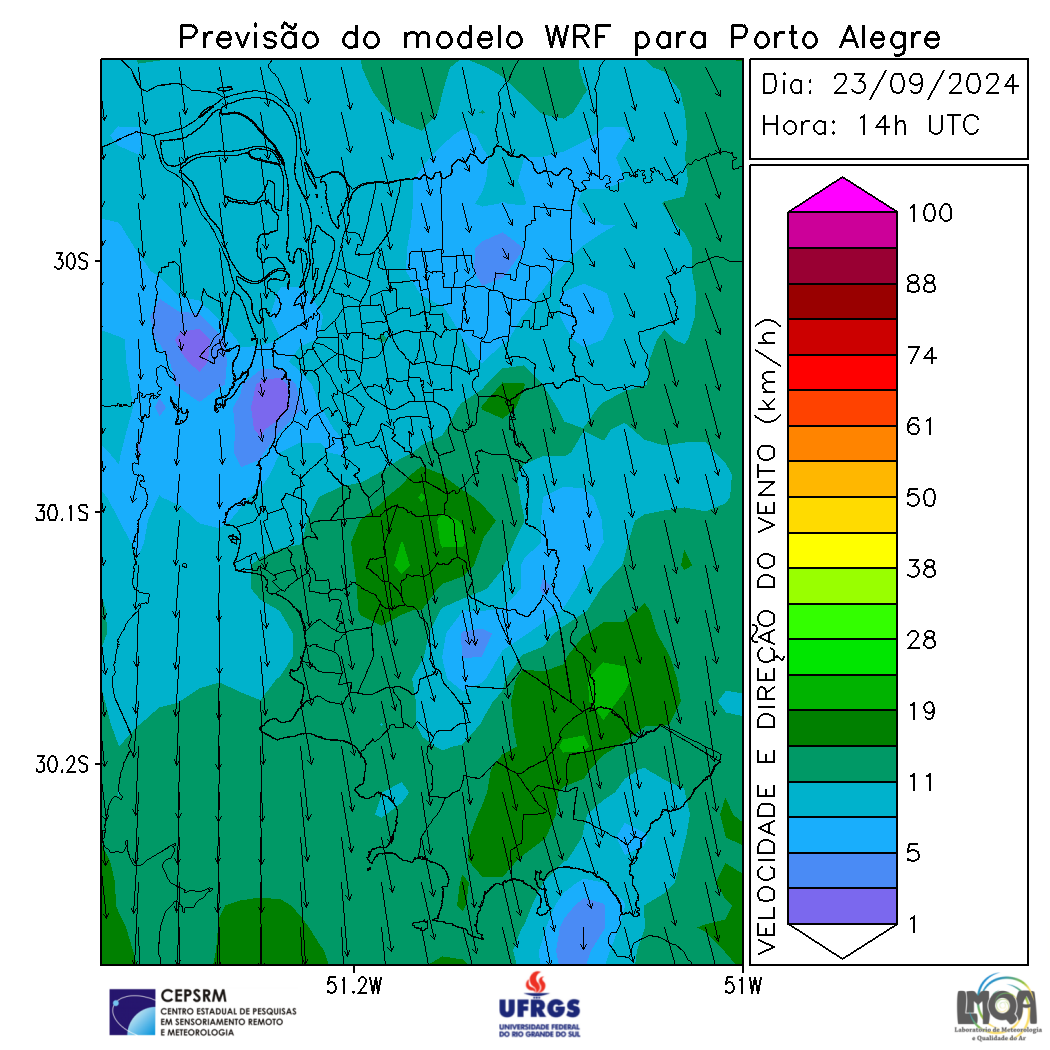 Previsão do modelo WRF para Porto Alegre
Dia: 23/09/2024
Hora: 14h UTC
30S
30.1S
30.2S
51.2W
51W
VELOCIDADE E DIREÇÃO DO VENTO (km/h)
100
88
74
61
50
38
28
19
11
5
1
CEPSRM
CENTRO ESTADUAL DE PESQUISAS
EM SENSORIAMENTO REMOTO
E METEOROLOGIA
UFRGS
UNIVERSIDADE FEDERAL
DO RIO GRANDE DO SUL
LMQA
Laboratório de Meteorologia
e Qualidade do Ar